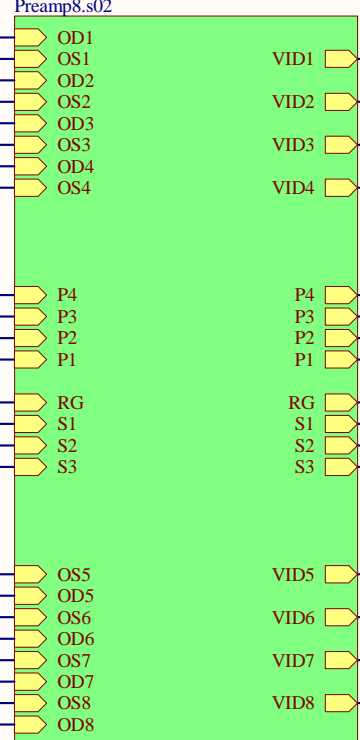 Preamp8.s02
OD1
OS1 VID1
OD2
OS2 VID2
OD3
OS3 VID3
OD4
OS4 VID4
P4 P4
P3 P3
P2 P2
P1 P1
RG RG
S1 S1
S2 S2
S3 S3
OS5 VID5
OD5
OS6 VID6
OD6
OS7 VID7
OD7
OS8 VID8
OD8